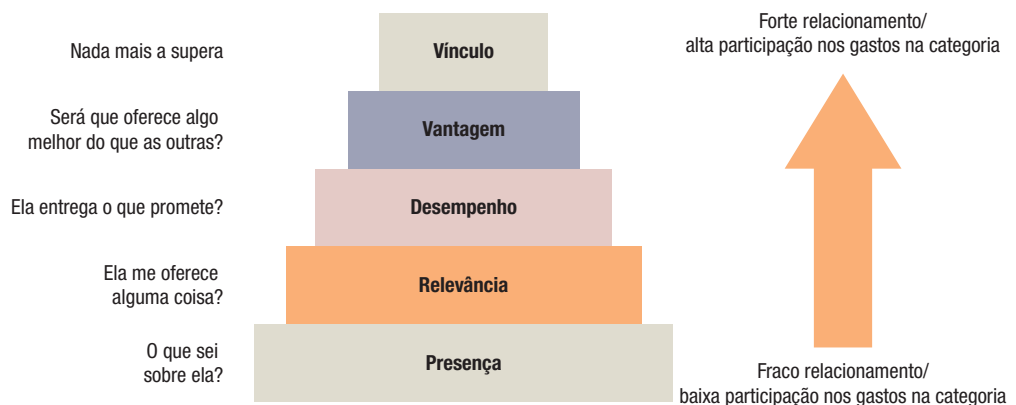 Nada mais a supera
Vínculo
Forte relacionamento/
alta participação nos gastos na categoria
Será que oferece algo
melhor do que as outras?
Vantagem
Ela entrega o que promete?
Desempenho
Ela me oferece
alguma coisa?
Relevância
O que sei
sobre ela?
Presença
Fraco relacionamento/
baixa participação nos gastos na categoria